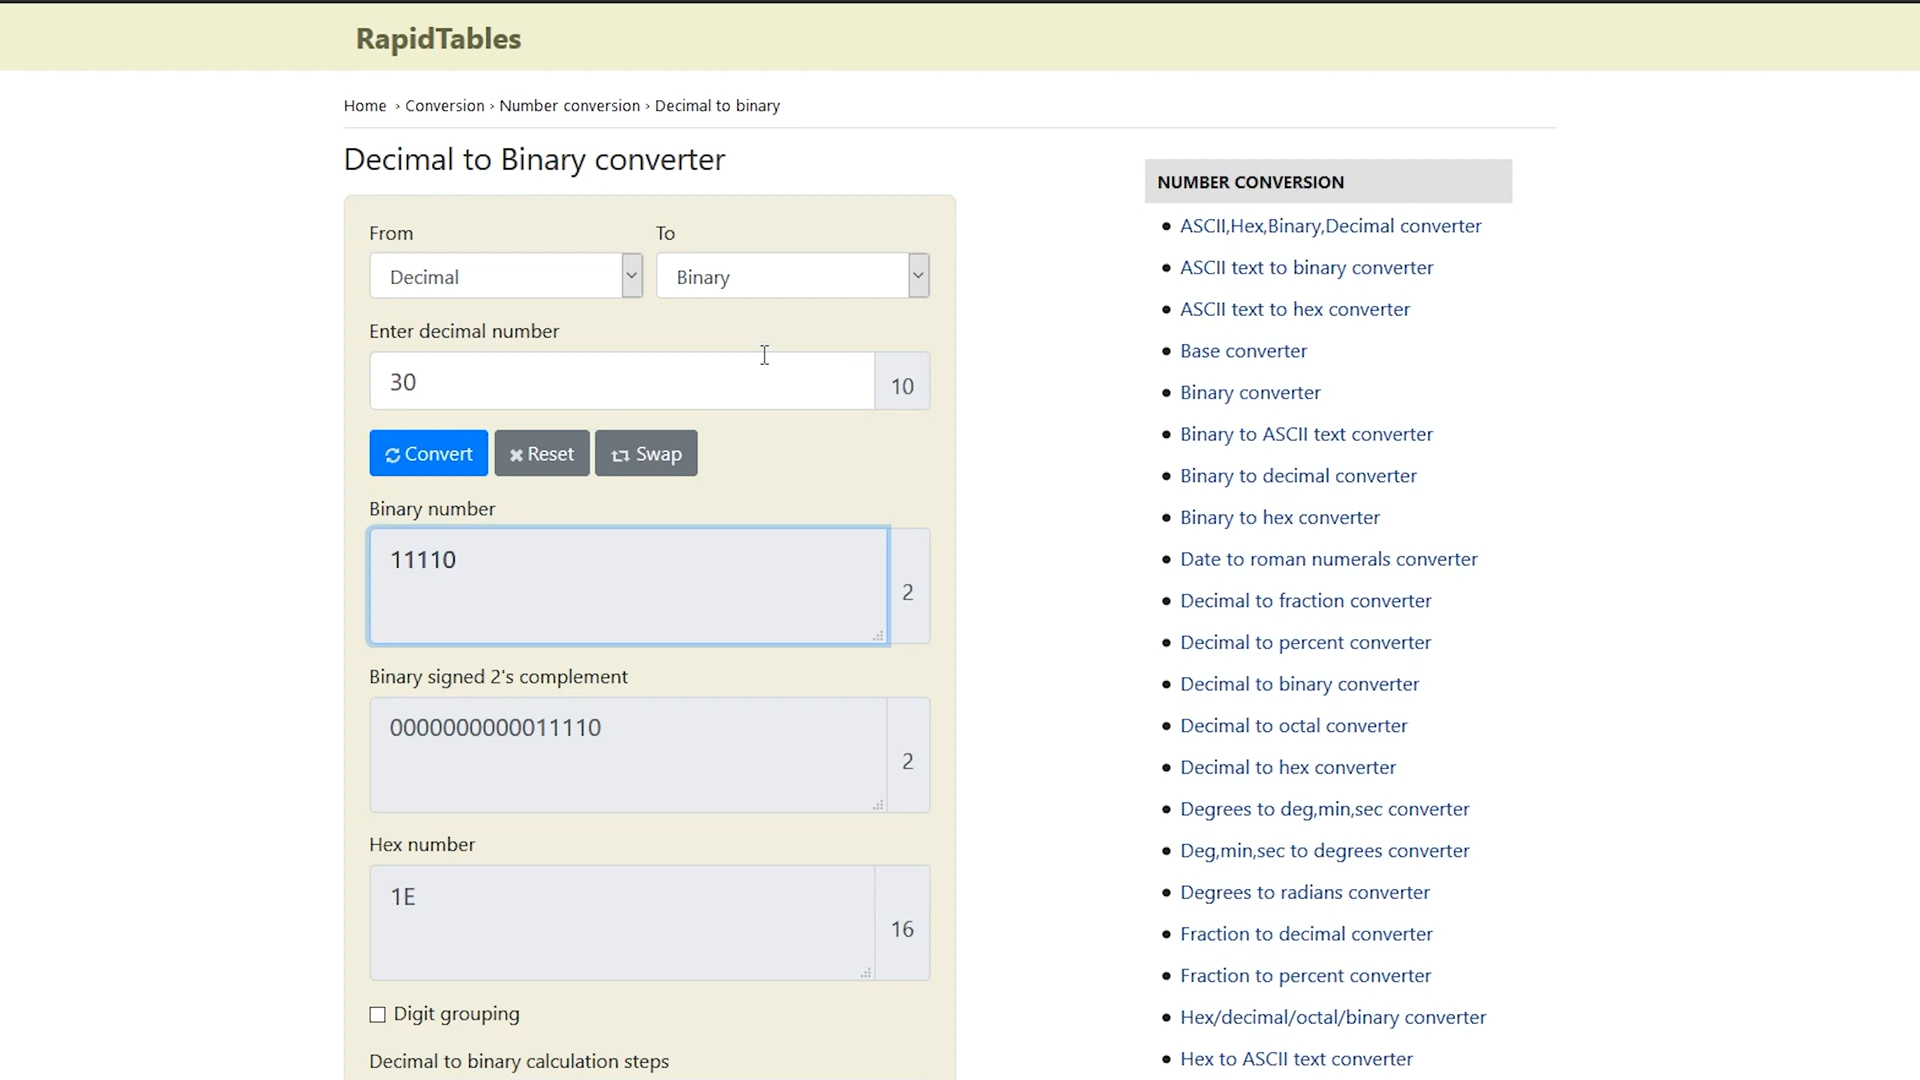 RapidTables
Home › Conversion › Number conversion › Decimal to binary
Decimal to Binary converter
From
To
Decimal
Binary
Enter decimal number
30
10
Convert
Reset
Swap
Binary number
11110
2
Binary signed 2's complement
0000000000011110
2
Hex number
1E
16
Digit grouping
Decimal to binary calculation steps
NUMBER CONVERSION
ASCII,Hex,Binary,Decimal converter
ASCII text to binary converter
ASCII text to hex converter
Base converter
Binary converter
Binary to ASCII text converter
Binary to decimal converter
Binary to hex converter
Date to roman numerals converter
Decimal to fraction converter
Decimal to percent converter
Decimal to binary converter
Decimal to octal converter
Decimal to hex converter
Degrees to deg,min,sec converter
Deg,min,sec to degrees converter
Degrees to radians converter
Fraction to decimal converter
Fraction to percent converter
Hex/decimal/octal/binary converter
Hex to ASCII text converter